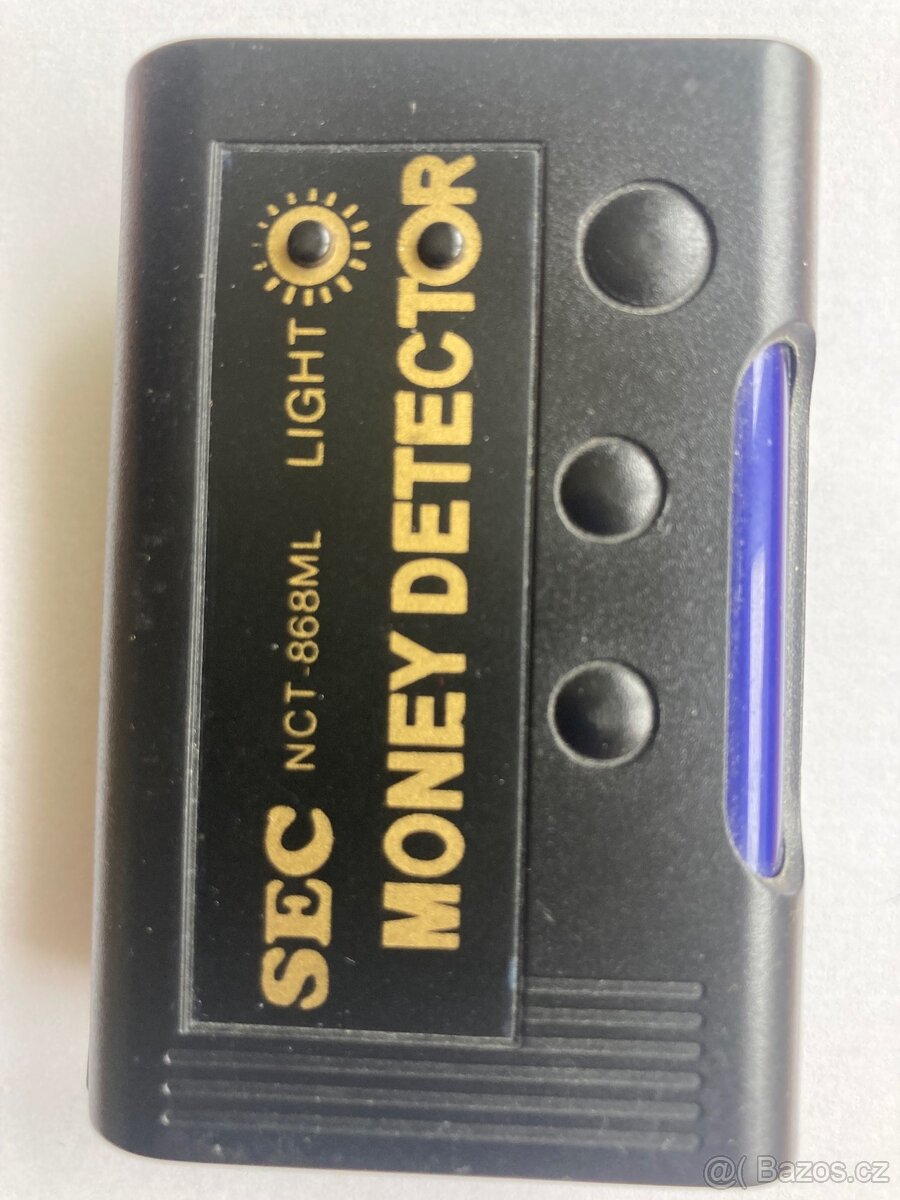 SEC NCT-868ML LIGHT
MONEY DETECTOR
@( Bazos.cz